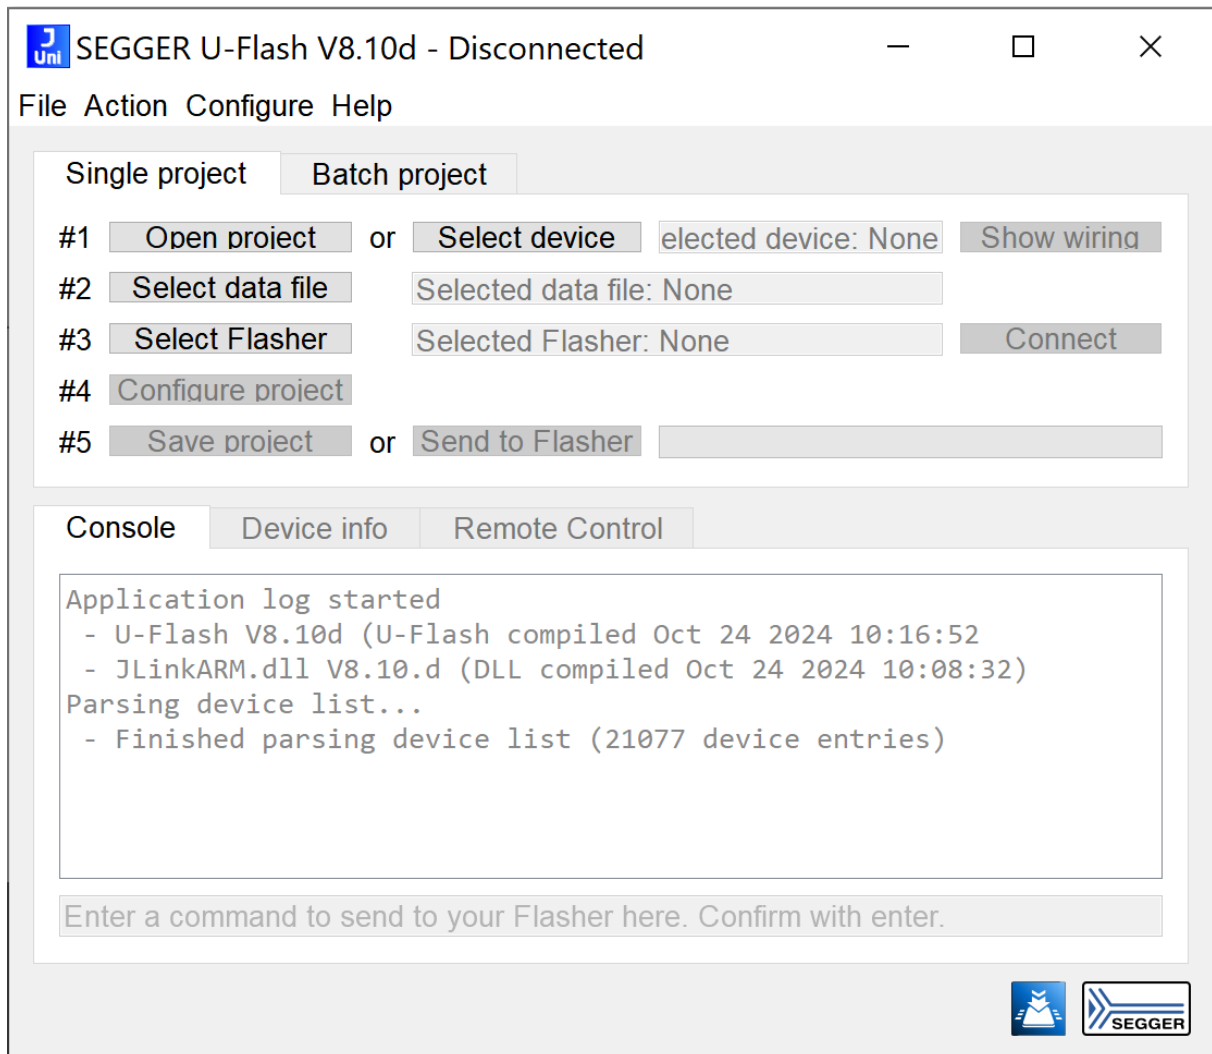 J
Uni
SEGGER U-Flash V8.10d - Disconnected
File Action Configure Help
Single project Batch project
#1 Open project or Select device elected device: None Show wiring
#2 Select data file Selected data file: None
#3 Select Flasher Selected Flasher: None Connect
#4 Configure project
#5 Save project or Send to Flasher
Console Device info Remote Control
Application log started
- U-Flash V8.10d (U-Flash compiled Oct 24 2024 10:16:52
- JLinkARM.dll V8.10.d (DLL compiled Oct 24 2024 10:08:32)
Parsing device list...
- Finished parsing device list (21077 device entries)
Enter a command to send to your Flasher here. Confirm with enter.
SEGGER